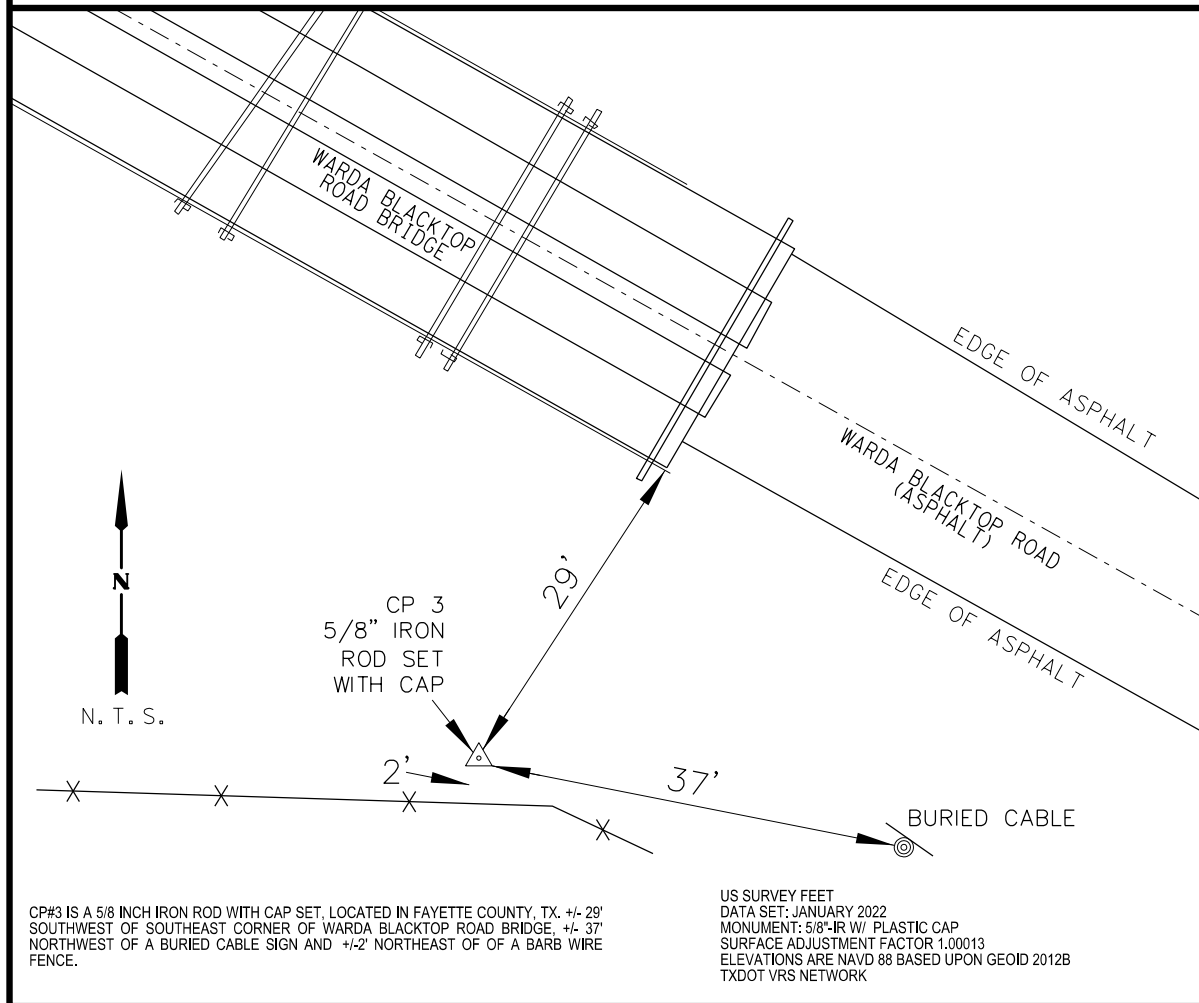 WARDA BLACKTOP
ROAD BRIDGE
EDGE OF ASPHALT
WARDA BLACKTOP ROAD
(ASPHALT)
EDGE OF ASPHALT
29'
CP 3
5/8" IRON
ROD SET
WITH CAP
N
N.T.S.
2'
37'
BURIED CABLE
CP#3 IS A 5/8 INCH IRON ROD WITH CAP SET, LOCATED IN FAYETTE COUNTY, TX. +/- 29'
SOUTHWEST OF SOUTHEAST CORNER OF WARDA BLACKTOP ROAD BRIDGE, +/- 37'
NORTHWEST OF A BURIED CABLE SIGN AND +/-2' NORTHEAST OF OF A BARB WIRE
FENCE.
US SURVEY FEET
DATA SET: JANUARY 2022
MONUMENT: 5/8"-IR W/ PLASTIC CAP
SURFACE ADJUSTMENT FACTOR 1.00013
ELEVATIONS ARE NAVD 88 BASED UPON GEOID 2012B
TXDOT VRS NETWORK